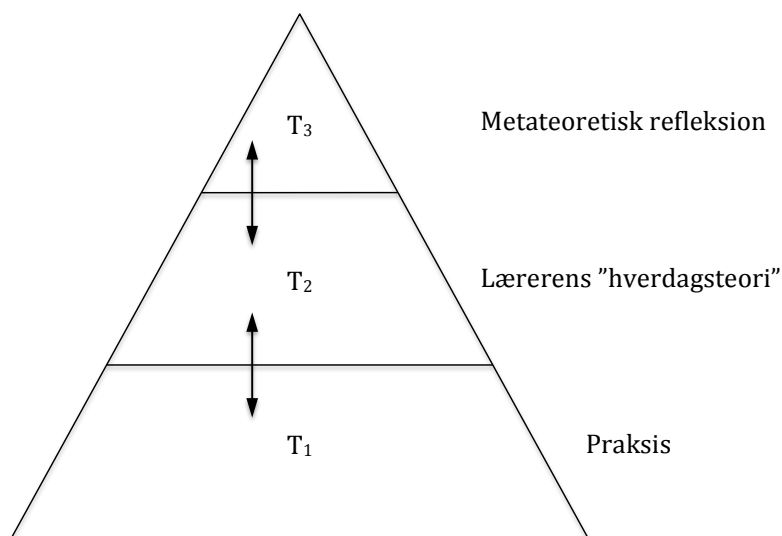 T₃ Metateoretisk refleksion
T₂ Lærerens ”hverdagsteori”
T₁ Praksis